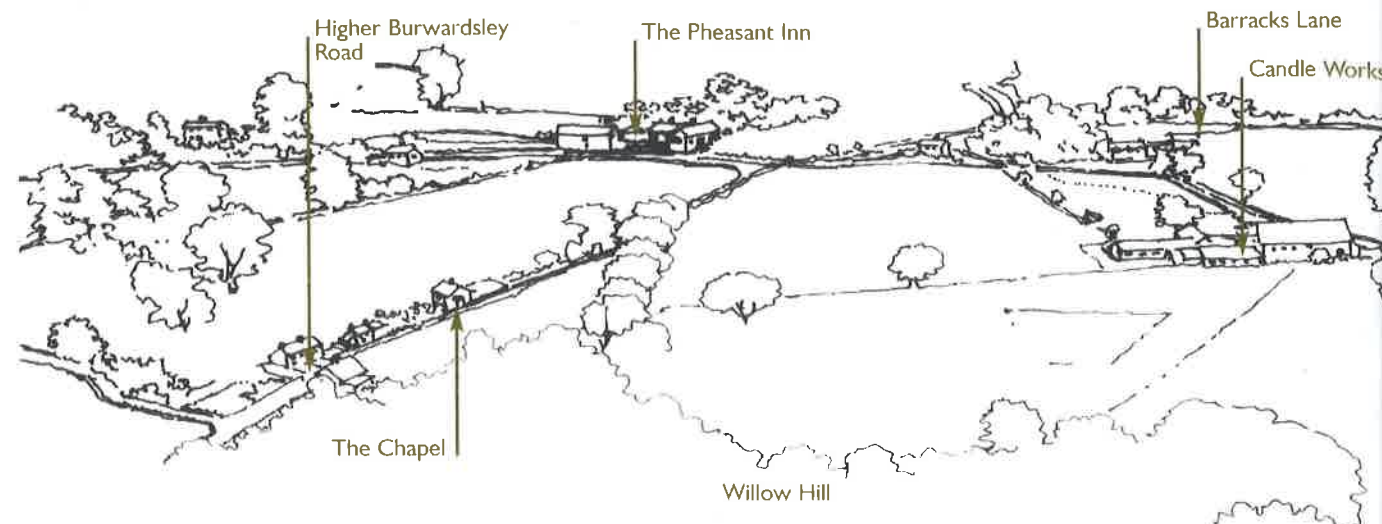 Higher Burwardsley
Road
The Pheasant Inn
Barracks Lane
Candle Works
The Chapel
Willow Hill